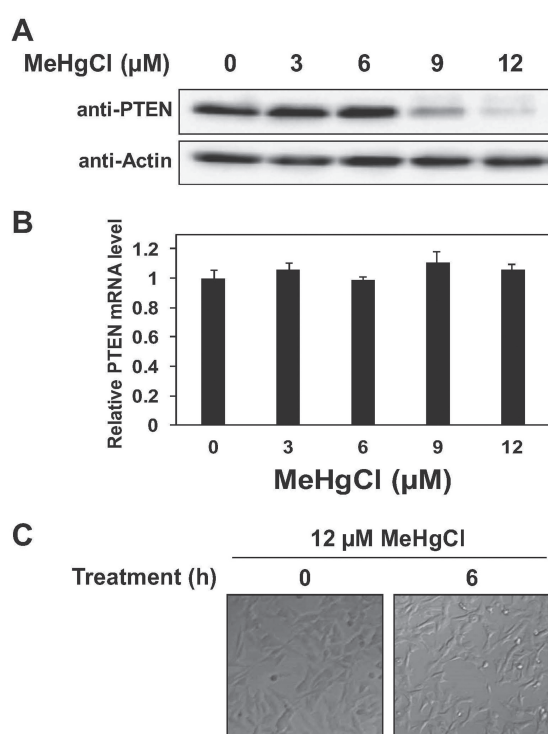 A
MeHgCl (µM) 0 3 6 9 12
anti-PTEN
anti-Actin
B
Relative PTEN mRNA level
1.2
1
0.8
0.6
0.4
0.2
0
0 3 6 9 12
MeHgCl (µM)
C
12 µM MeHgCl
Treatment (h) 0 6